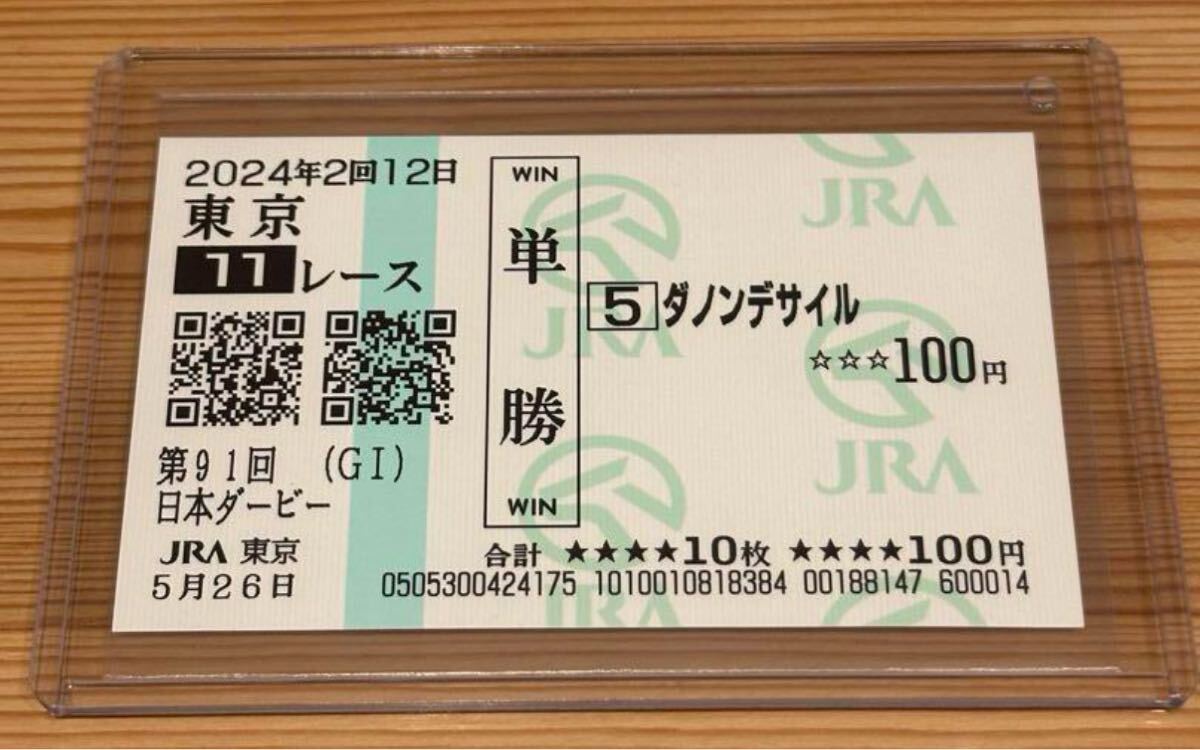 2024年2回12日
東京
11レース
第91回 (GI)
日本ダービー
JRA 東京
5月26日
WIN
単勝
WIN
5 ダノンデサイル
☆☆☆100円
合計 ★★★★10枚 ★★★★100円
0505300424175 1010010818384 00188147 600014
JRA
JRA
JRA
JRA